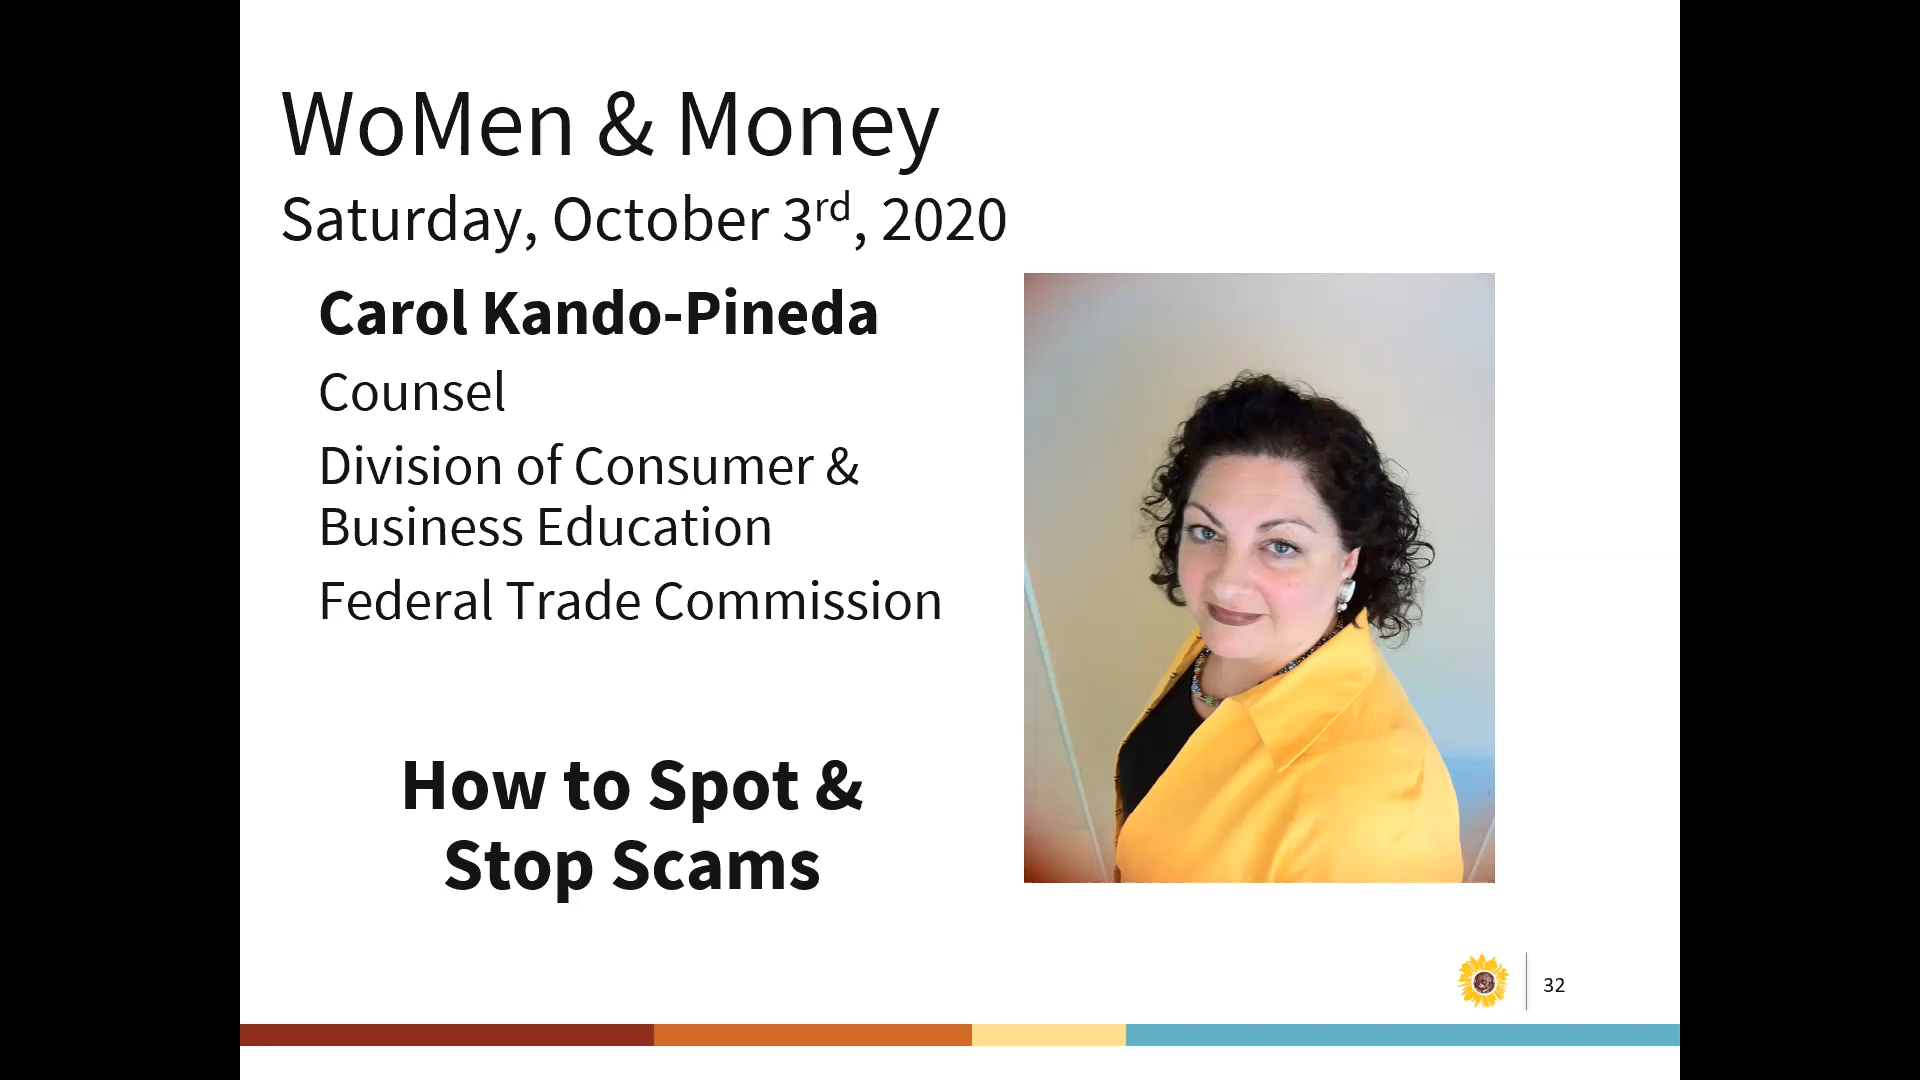 WoMen & Money
Saturday, October 3rd, 2020
Carol Kando-Pineda
Counsel
Division of Consumer &
Business Education
Federal Trade Commission
How to Spot &
Stop Scams
32